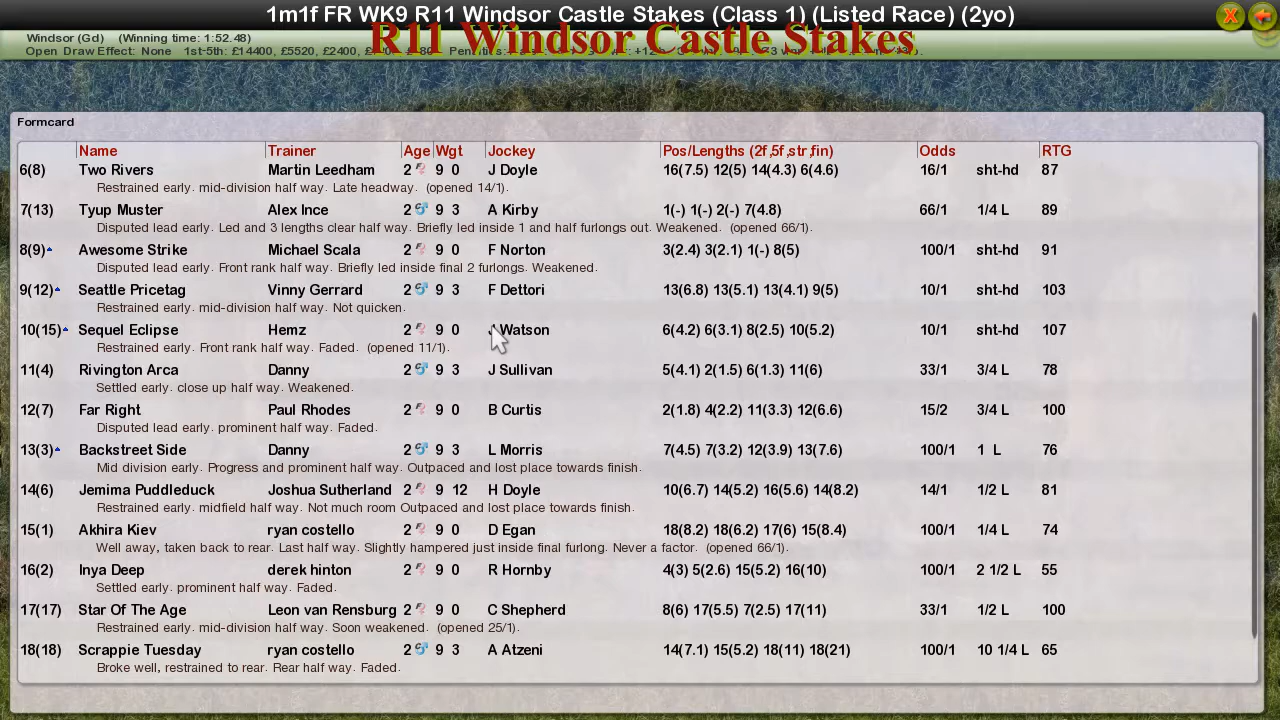 1m1f FR WK9 R11 Windsor Castle Stakes (Class 1) (Listed Race) (2yo)
R11 Windsor Castle Stakes
Windsor (Gd) (Winning time: 1:52.48)
Open Draw Effect: None 1st-5th: £14400, £5520, £2400,
Formcard
Name Trainer Age Wgt Jockey Pos/Lengths (2f,5f,str,fin) Odds RTG
6(8) Two Rivers Martin Leedham 2 9 0 J Doyle 16(7.5) 12(5) 14(4.3) 6(4.6) 16/1 sht-hd 87
Restrained early. mid-division half way. Late headway. (opened 14/1).
7(13) Tyup Muster Alex Ince 2 9 3 A Kirby 1(-) 1(-) 2(-) 7(4.8) 66/1 1/4 L 89
Disputed lead early. Led and 3 lengths clear half way. Briefly led inside 1 and half furlongs out. Weakened. (opened 66/1).
8(9) Awesome Strike Michael Scala 2 9 0 F Norton 3(2.4) 3(2.1) 1(-) 8(5) 100/1 sht-hd 91
Disputed lead early. Front rank half way. Briefly led inside final 2 furlongs. Weakened.
9(12) Seattle Pricetag Vinny Gerrard 2 9 3 F Dettori 13(6.8) 13(5.1) 13(4.1) 9(5) 10/1 sht-hd 103
Restrained early. mid-division half way. Not quicken.
10(15) Sequel Eclipse Hemz 2 9 0 J Watson 6(4.2) 6(3.1) 8(2.5) 10(5.2) 10/1 sht-hd 107
Restrained early. Front rank half way. Faded. (opened 11/1).
11(4) Rivington Arca Danny 2 9 3 J Sullivan 5(4.1) 2(1.5) 6(1.3) 11(6) 33/1 3/4 L 78
Settled early. close up half way. Weakened.
12(7) Far Right Paul Rhodes 2 9 0 B Curtis 2(1.8) 4(2.2) 11(3.3) 12(6.6) 15/2 3/4 L 100
Disputed lead early. prominent half way. Faded.
13(3) Backstreet Side Danny 2 9 3 L Morris 7(4.5) 7(3.2) 12(3.9) 13(7.6) 100/1 1 L 76
Mid division early. Progress and prominent half way. Outpaced and lost place towards finish.
14(6) Jemima Puddleduck Joshua Sutherland 2 9 12 H Doyle 10(6.7) 14(5.2) 16(5.6) 14(8.2) 14/1 1/2 L 81
Restrained early. midfield half way. Not much room Outpaced and lost place towards finish.
15(1) Akhira Kiev ryan costello 2 9 0 D Egan 18(8.2) 18(6.2) 17(6) 15(8.4) 100/1 1/4 L 74
Well away, taken back to rear. Last half way. Slightly hampered just inside final furlong. Never a factor. (opened 66/1).
16(2) Inya Deep derek hinton 2 9 0 R Hornby 4(3) 5(2.6) 15(5.2) 16(10) 100/1 2 1/2 L 55
Settled early. prominent half way. Faded.
17(17) Star Of The Age Leon van Rensburg 2 9 0 C Shepherd 8(6) 17(5.5) 7(2.5) 17(11) 33/1 1/2 L 100
Restrained early. mid-division half way. Soon weakened. (opened 25/1).
18(18) Scrappie Tuesday ryan costello 2 9 3 A Atzeni 14(7.1) 15(5.2) 18(11) 18(21) 100/1 10 1/4 L 65
Broke well, restrained to rear. Rear half way. Faded.